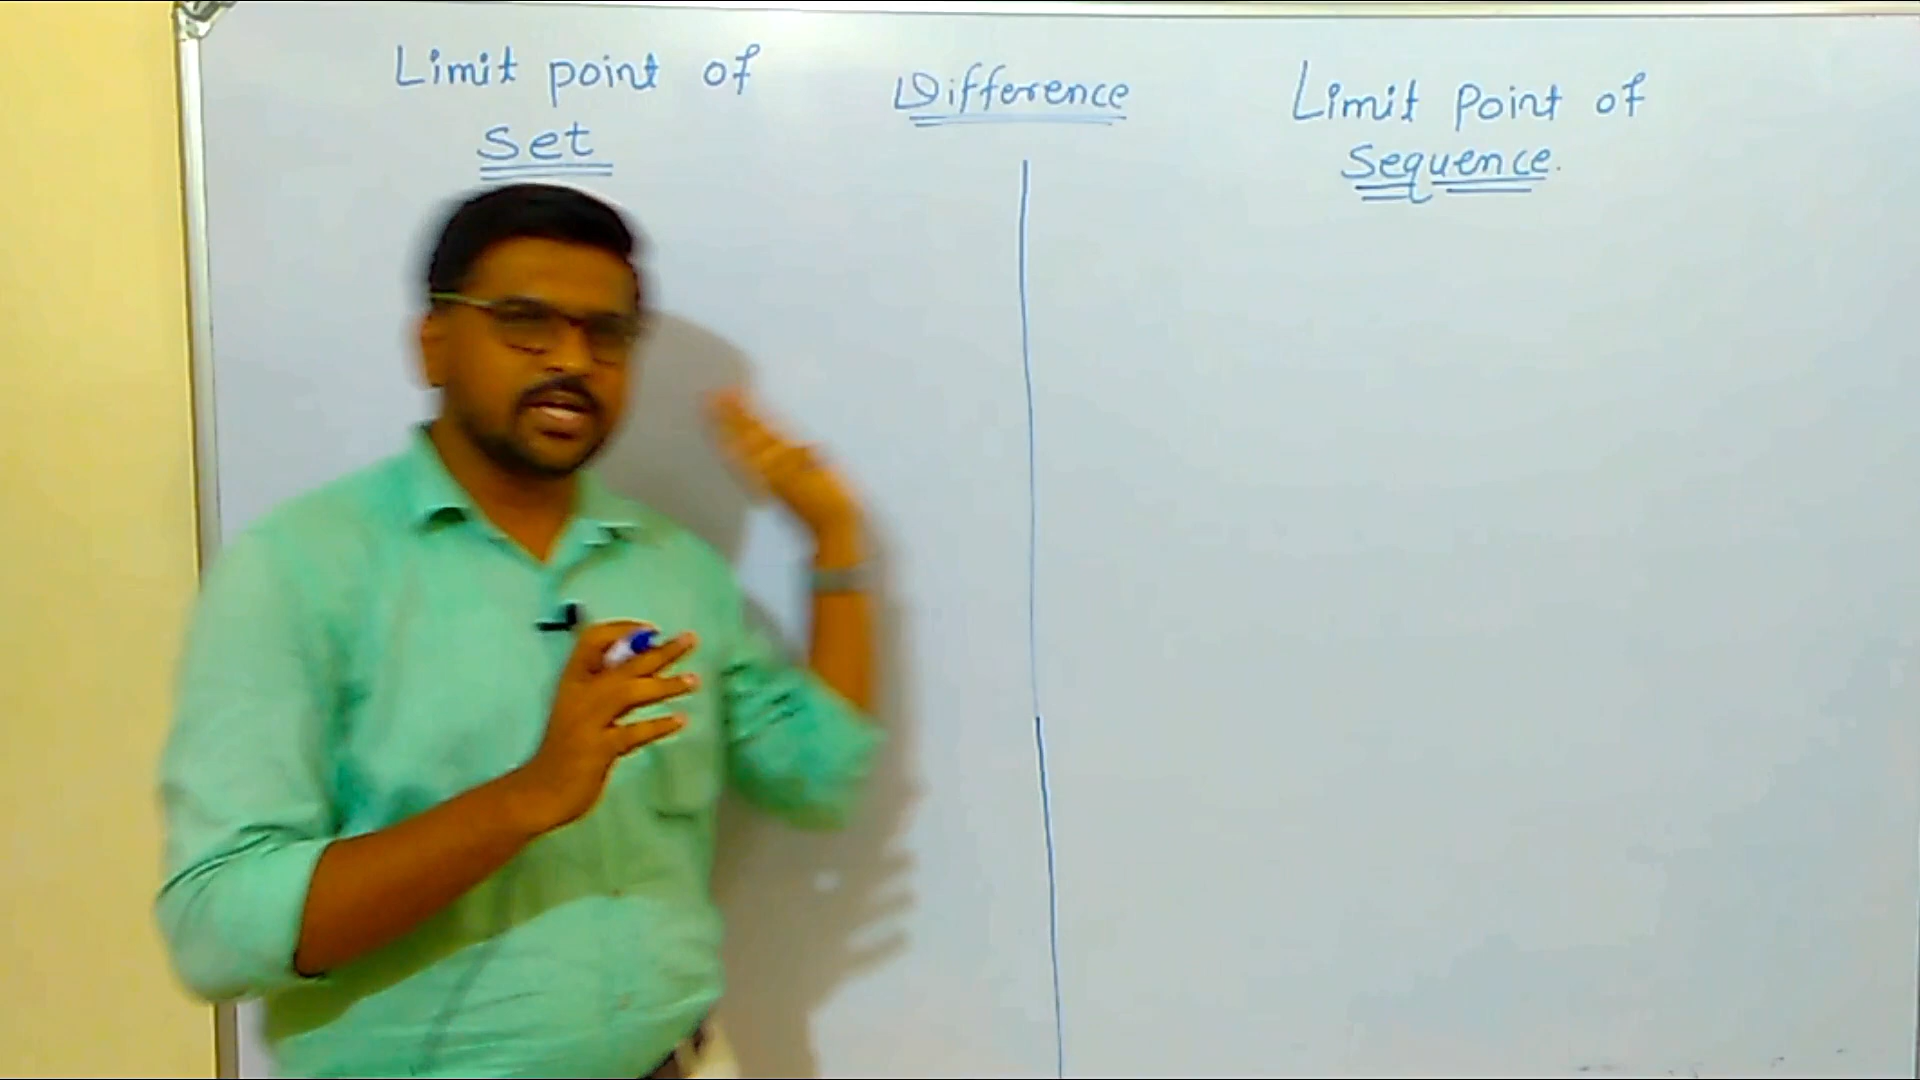 Limit point of
Set
Difference
Limit Point of
Sequence.